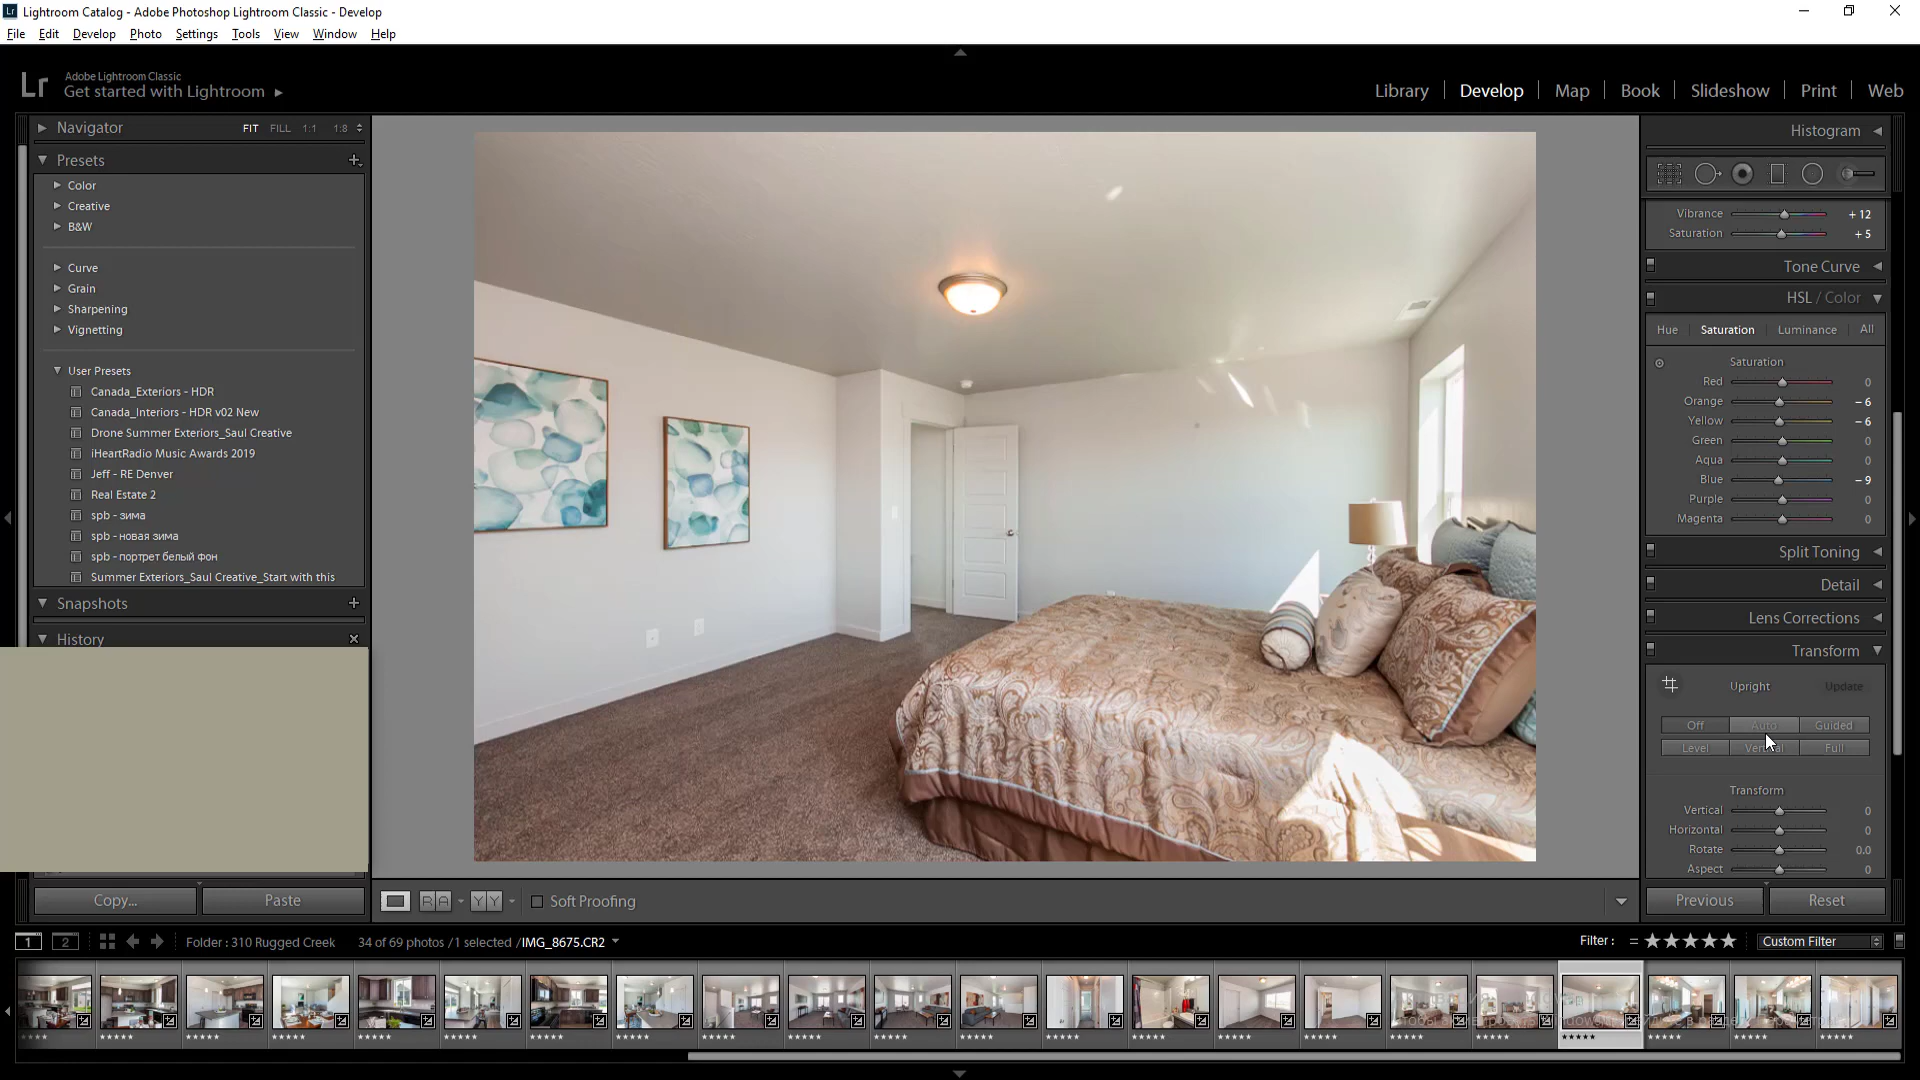 Lightroom Catalog - Adobe Photoshop Lightroom Classic - Develop
File Edit Develop Photo Settings Tools View Window Help
Lr Adobe Lightroom Classic
Get started with Lightroom
Library Develop Map Book Slideshow Print Web
Navigator FIT FILL 1:1 1:8
Presets
Color
Creative
B&W
Curve
Grain
Sharpening
Vignetting
User Presets
Canada_Exteriors - HDR
Canada_Interiors - HDR v02 New
Drone Summer Exteriors_Saul Creative
iHeartRadio Music Awards 2019
Jeff - RE Denver
Real Estate 2
spb - зима
spb - новая зима
spb - портрет белый фон
Summer Exteriors_Saul Creative_Start with this
Snapshots
History
Copy... Paste
R A Y Y Soft Proofing
Histogram
Vibrance + 12
Saturation + 5
Tone Curve
HSL / Color
Hue Saturation Luminance All
Saturation
Red 0
Orange - 6
Yellow - 6
Green 0
Aqua 0
Blue - 9
Purple 0
Magenta 0
Split Toning
Detail
Lens Corrections
Transform
Upright Update
Off Auto Guided
Level Vertical Full
Transform
Vertical 0
Horizontal 0
Rotate 0.0
Aspect 0
Previous Reset
1 2 Folder : 310 Rugged Creek 34 of 69 photos / 1 selected / IMG_8675.CR2 Filter : Custom Filter